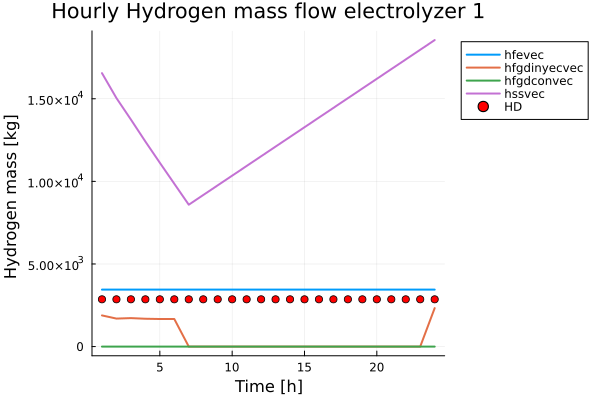 Hourly Hydrogen mass flow electrolyzer 1
hfevec
hfgdinyecvec
hfgdconvec
hssvec
HD
Hydrogen mass [kg]
1.50×10⁴
1.00×10⁴
5.00×10³
0
5 10 15 20
Time [h]